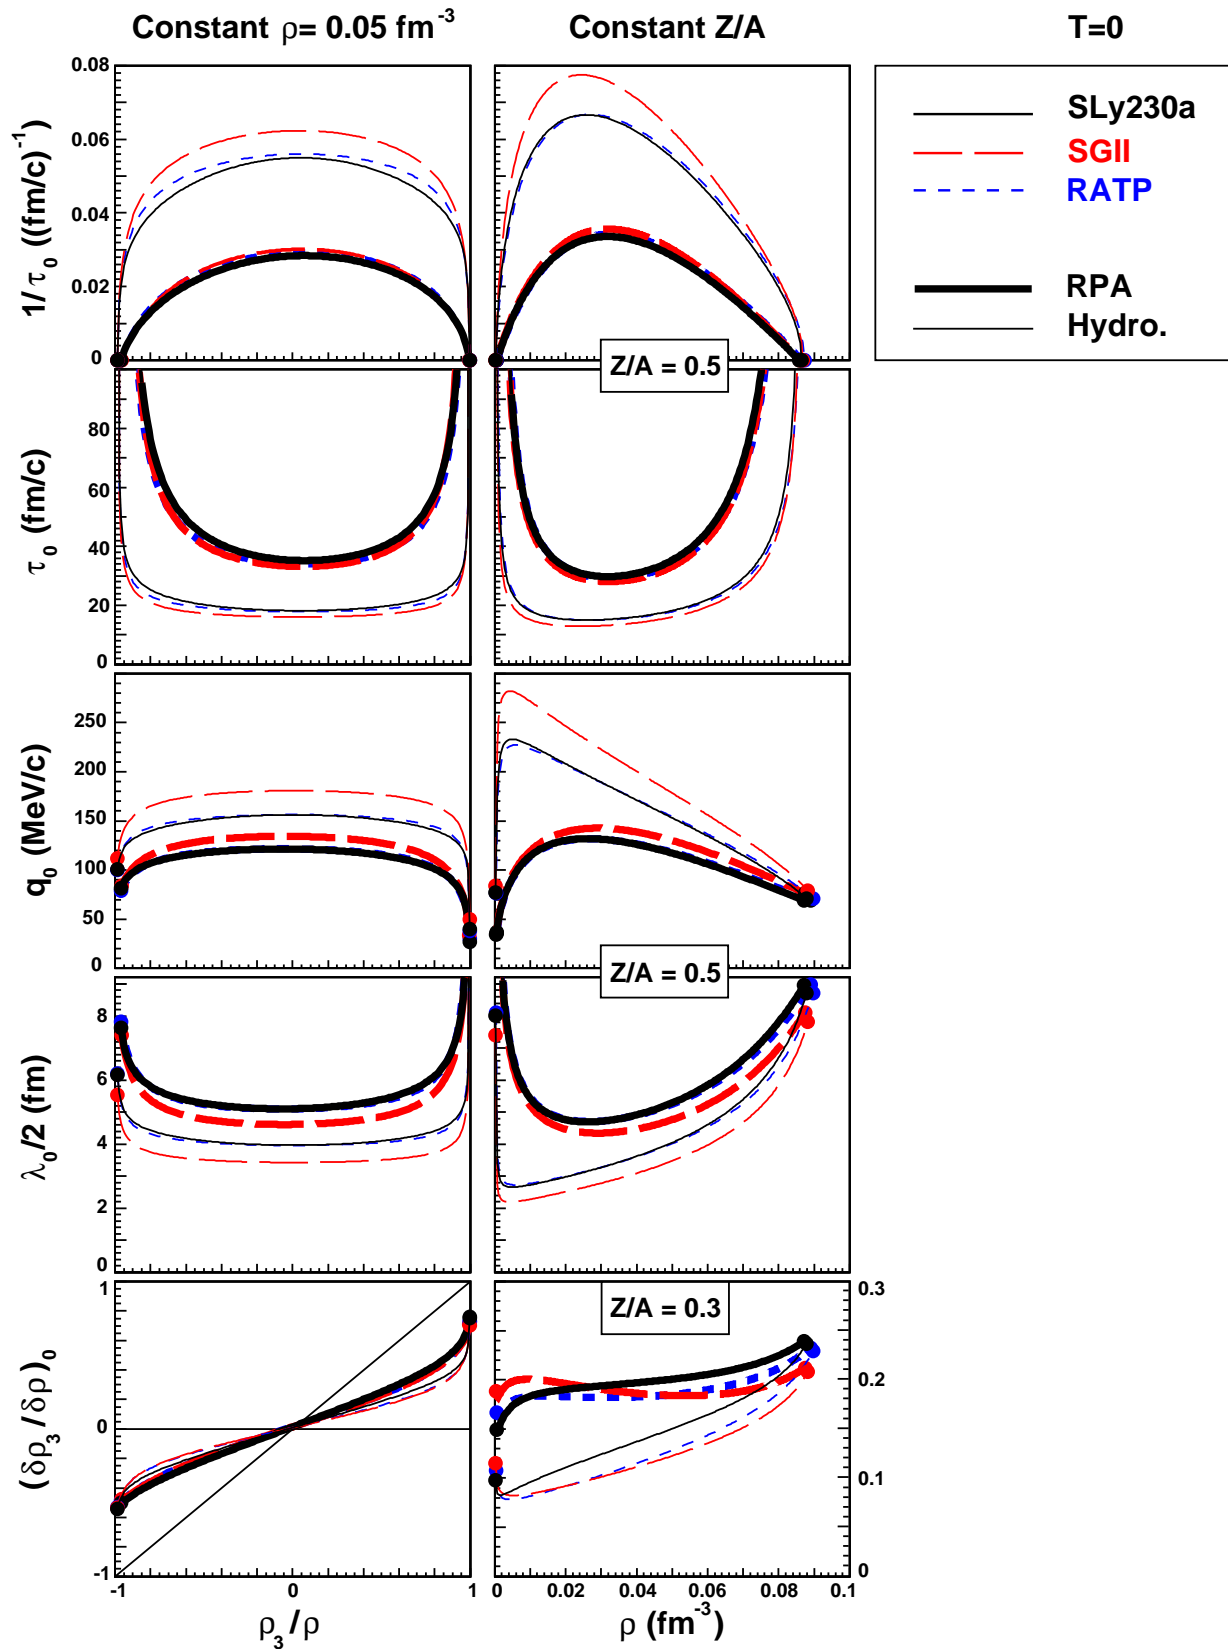 Constant ρ= 0.05 fm⁻³
Constant Z/A
T=0
SLy230a
SGII
RATP
RPA
Hydro.
1/τ₀ ((fm/c)⁻¹)
0.08
0.06
0.04
0.02
0
Z/A = 0.5
τ₀ (fm/c)
80
60
40
20
0
q₀ (MeV/c)
250
200
150
100
50
0
Z/A = 0.5
λ₀/2 (fm)
8
6
4
2
0
Z/A = 0.3
(δρ₃/δρ)₀
1
0
-1
0.3
0.2
0.1
0
-1
0
1
0
0.02
0.04
0.06
0.08
0.1
ρ₃/ρ
ρ (fm⁻³)